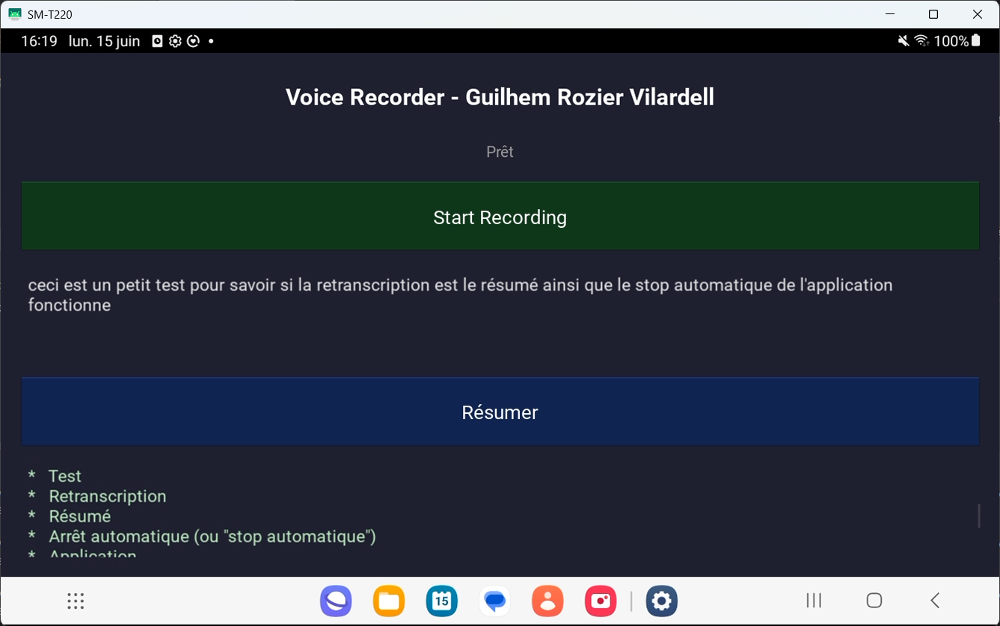 SM-T220
16:19 lun. 15 juin
100%
Voice Recorder - Guilhem Rozier Vilardell
Prêt
Start Recording
ceci est un petit test pour savoir si la retranscription est le résumé ainsi que le stop automatique de l'application
fonctionne
Résumer
* Test
* Retranscription
* Résumé
* Arrêt automatique (ou "stop automatique")
* Application
15